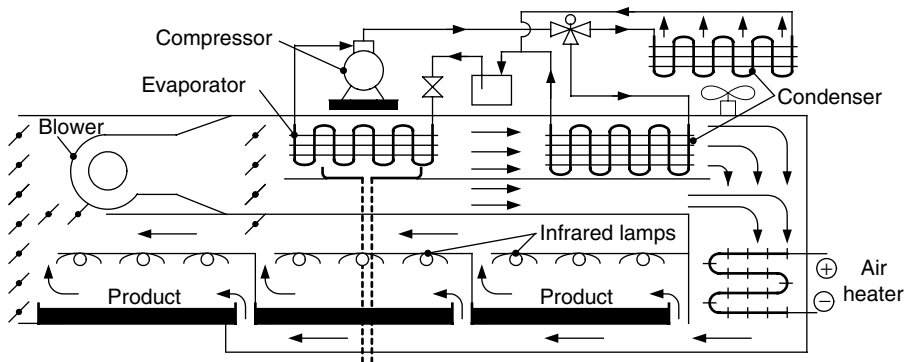 Compressor
Evaporator
Condenser
Blower
Infrared lamps
Product
Product
+
Air
heater
−